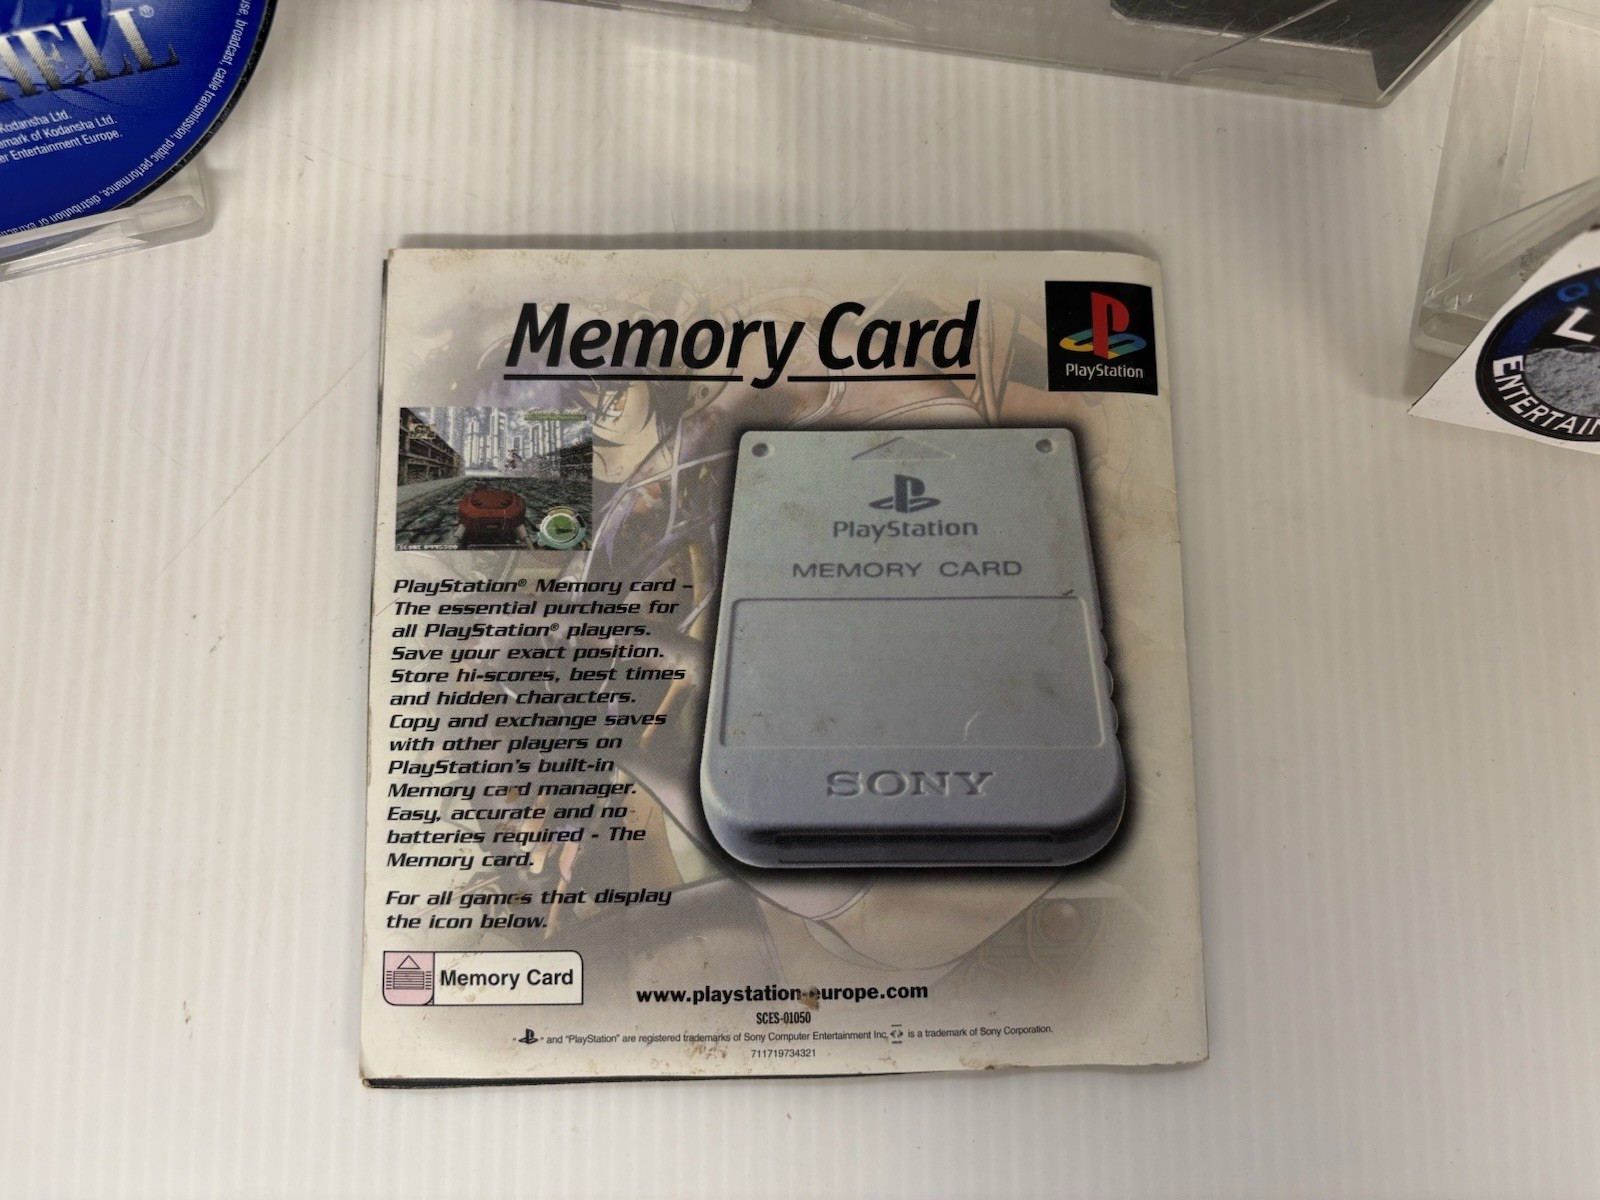 HELL®
Kodansha Ltd.
of Kodansha Ltd.
Entertainment Europe.
broadcast, cable transmission, public performance, distribution or
Memory Card
PlayStation
PlayStation
MEMORY CARD
SONY
PlayStation® Memory card –
The essential purchase for
all PlayStation® players.
Save your exact position.
Store hi-scores, best times
and hidden characters.
Copy and exchange saves
with other players on
PlayStation's built-in
Memory card manager.
Easy, accurate and no
batteries required - The
Memory card.
For all games that display
the icon below.
Memory Card
www.playstation-europe.com
SCES-01050
" " and "PlayStation" are registered trademarks of Sony Computer Entertainment Inc. is a trademark of Sony Corporation.
711719734321